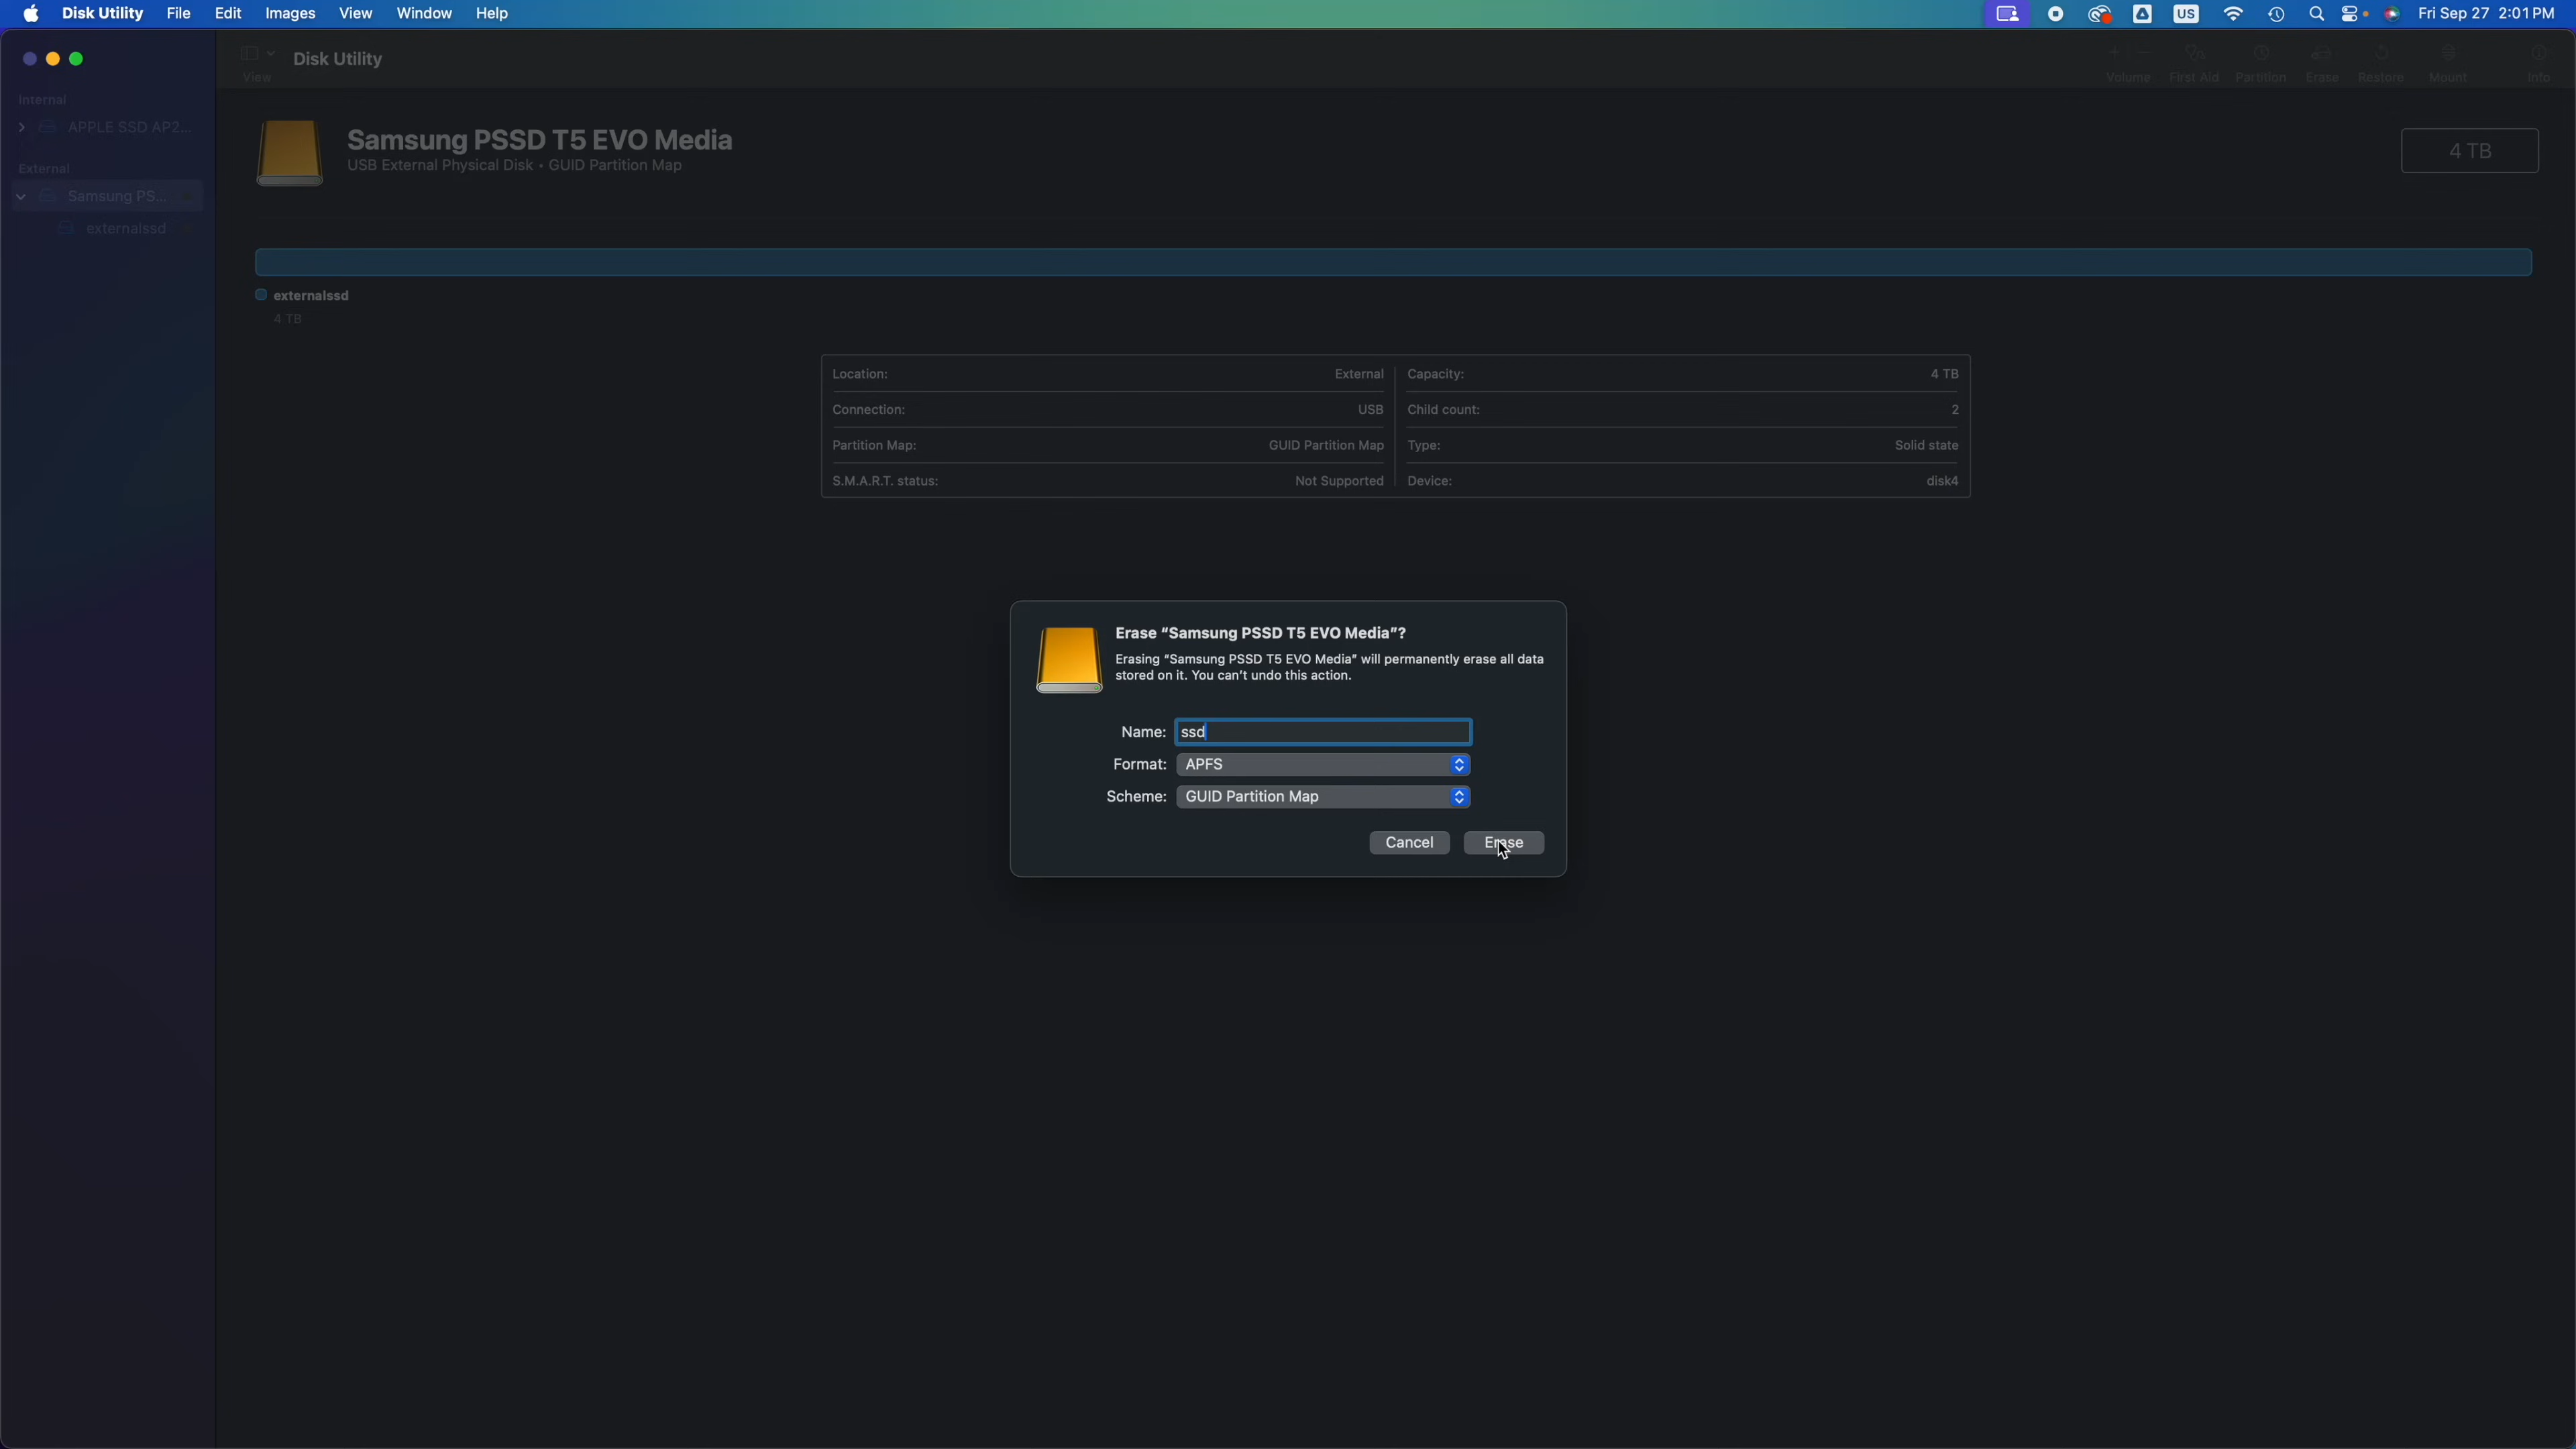 Disk Utility File Edit Images View Window Help US Fri Sep 27 2:01 PM
Disk Utility
View Volume First Aid Partition Erase Restore Mount Info
Internal
APPLE SSD AP2...
External
Samsung PS...
externalssd
Samsung PSSD T5 EVO Media
USB External Physical Disk • GUID Partition Map
4 TB
externalssd
4 TB
Location: External Capacity: 4 TB
Connection: USB Child count: 2
Partition Map: GUID Partition Map Type: Solid state
S.M.A.R.T. status: Not Supported Device: disk4
Erase “Samsung PSSD T5 EVO Media”?
Erasing “Samsung PSSD T5 EVO Media” will permanently erase all data
stored on it. You can’t undo this action.
Name: ssd
Format: APFS
Scheme: GUID Partition Map
Cancel Erase